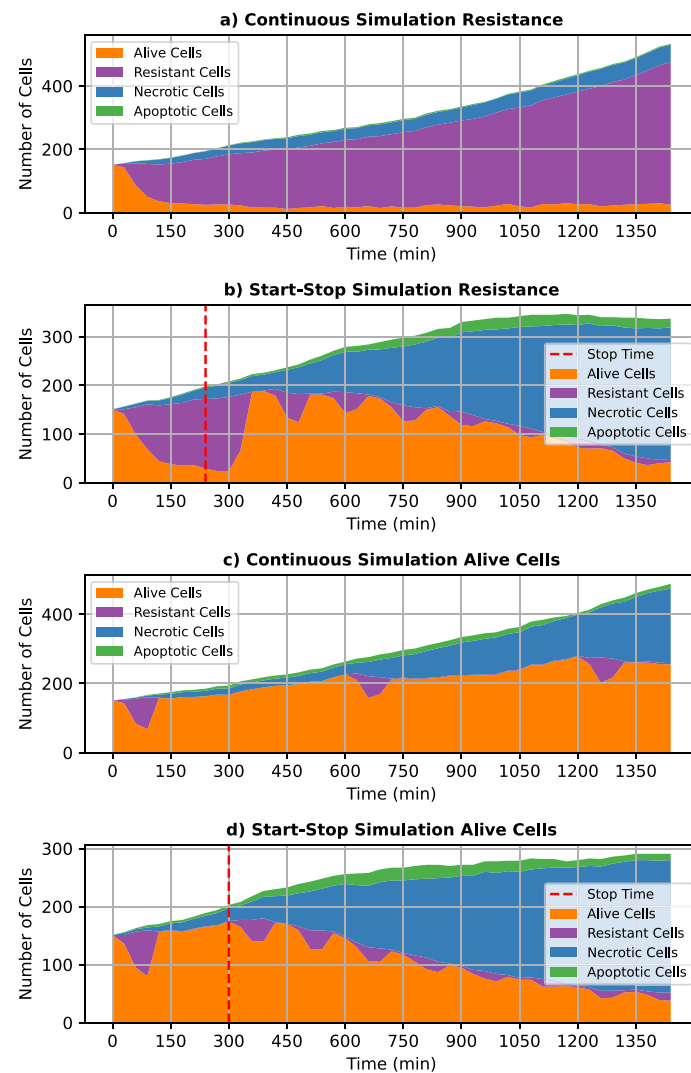 a) Continuous Simulation Resistance
Number of Cells
400
200
0
Alive Cells
Resistant Cells
Necrotic Cells
Apoptotic Cells
0 150 300 450 600 750 900 1050 1200 1350
Time (min)
b) Start-Stop Simulation Resistance
Number of Cells
300
200
100
0
Stop Time
Alive Cells
Resistant Cells
Necrotic Cells
Apoptotic Cells
0 150 300 450 600 750 900 1050 1200 1350
Time (min)
c) Continuous Simulation Alive Cells
Number of Cells
400
200
0
Alive Cells
Resistant Cells
Necrotic Cells
Apoptotic Cells
0 150 300 450 600 750 900 1050 1200 1350
Time (min)
d) Start-Stop Simulation Alive Cells
Number of Cells
300
200
100
0
Stop Time
Alive Cells
Resistant Cells
Necrotic Cells
Apoptotic Cells
0 150 300 450 600 750 900 1050 1200 1350
Time (min)